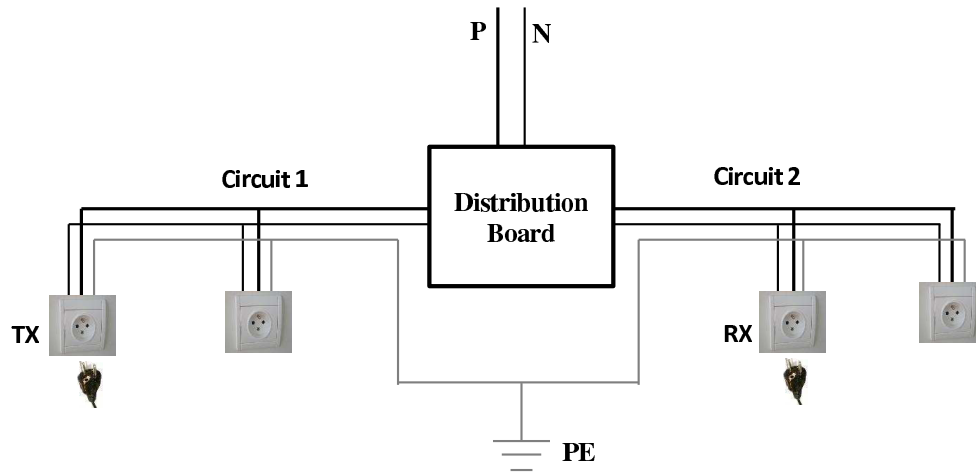 P
N
Circuit 1
Circuit 2
Distribution
Board
TX
RX
PE